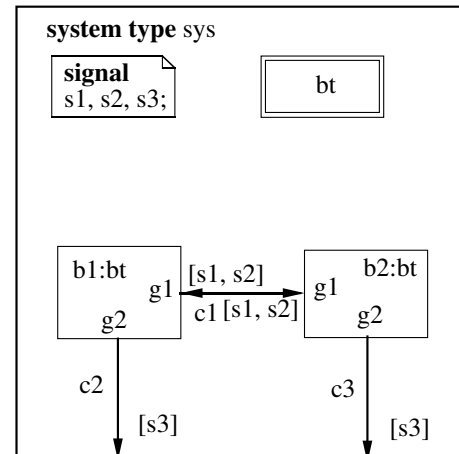 system type sys
signal
s1, s2, s3;
bt
b1:bt
g1
g2
[s1, s2]
c1
[s1, s2]
b2:bt
g1
g2
c2
[s3]
c3
[s3]